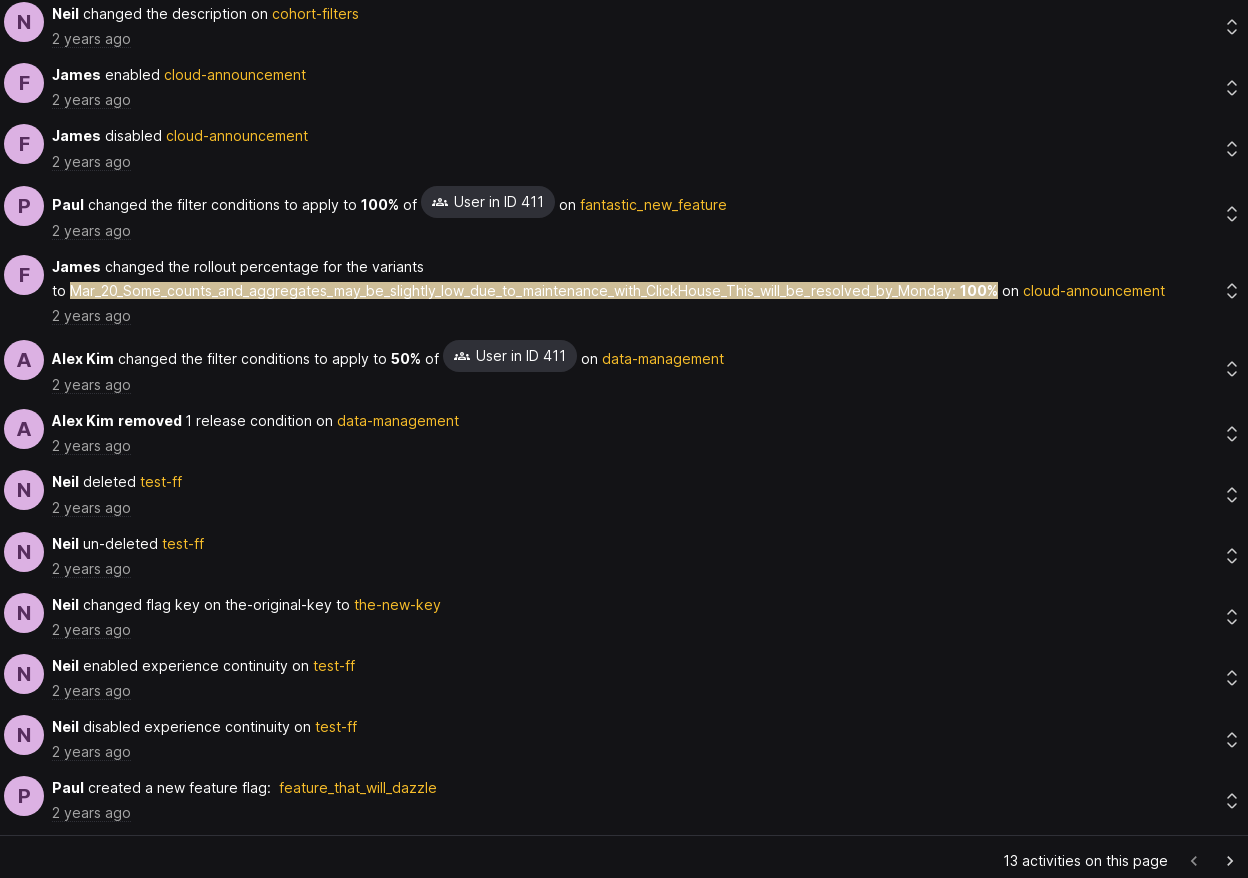 N
Neil changed the description on cohort-filters
2 years ago
F
James enabled cloud-announcement
2 years ago
F
James disabled cloud-announcement
2 years ago
P
Paul changed the filter conditions to apply to 100% of User in ID 411 on fantastic_new_feature
2 years ago
F
James changed the rollout percentage for the variants
to Mar_20_Some_counts_and_aggregates_may_be_slightly_low_due_to_maintenance_with_ClickHouse_This_will_be_resolved_by_Monday: 100% on cloud-announcement
2 years ago
A
Alex Kim changed the filter conditions to apply to 50% of User in ID 411 on data-management
2 years ago
A
Alex Kim removed 1 release condition on data-management
2 years ago
N
Neil deleted test-ff
2 years ago
N
Neil un-deleted test-ff
2 years ago
N
Neil changed flag key on the-original-key to the-new-key
2 years ago
N
Neil enabled experience continuity on test-ff
2 years ago
N
Neil disabled experience continuity on test-ff
2 years ago
P
Paul created a new feature flag: feature_that_will_dazzle
2 years ago
13 activities on this page